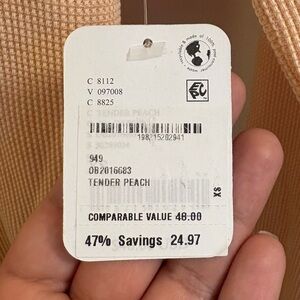 C 8112
V 097008
C 8825
C TENDER PEACH
949
OB2016683
TENDER PEACH
XS
COMPARABLE VALUE 48.00
47% Savings 24.97